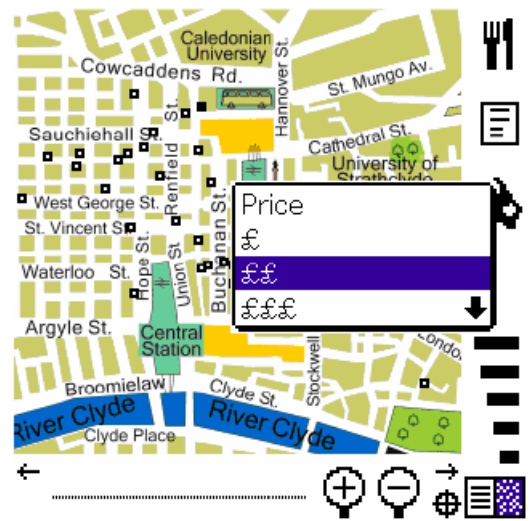 Caledonian
University
Hannover St.
Cowcaddens Rd.
St. Mungo Av.
St.
Sauchiehall St.
Cathedral St.
Renfield
University of
Strathclyde
Price
£
££
£££
West George St.
St. Vincent St.
Buchanan St.
Hope St.
Union St
Waterloo St.
Argyle St.
Central
Station
Stockwell
Broomielaw
Clyde St.
River Clyde
River Clyde
Clyde Place